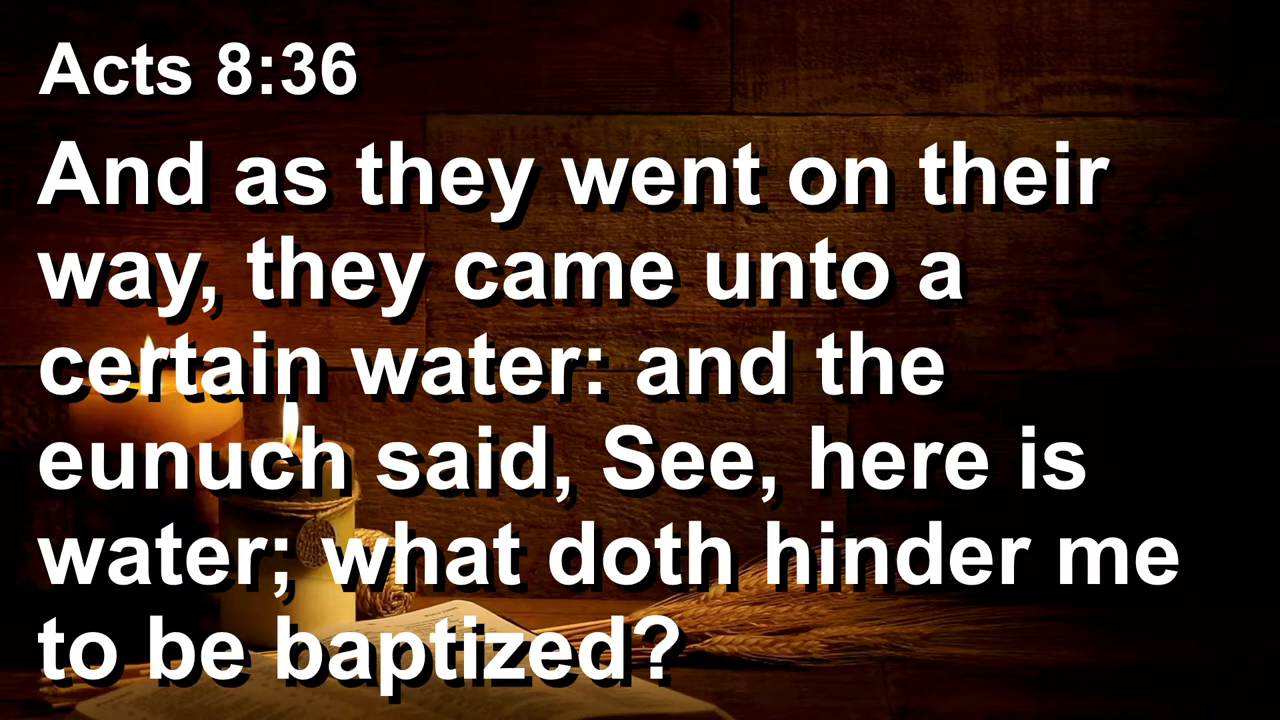 Acts 8:36
And as they went on their
way, they came unto a
certain water: and the
eunuch said, See, here is
water; what doth hinder me
to be baptized?